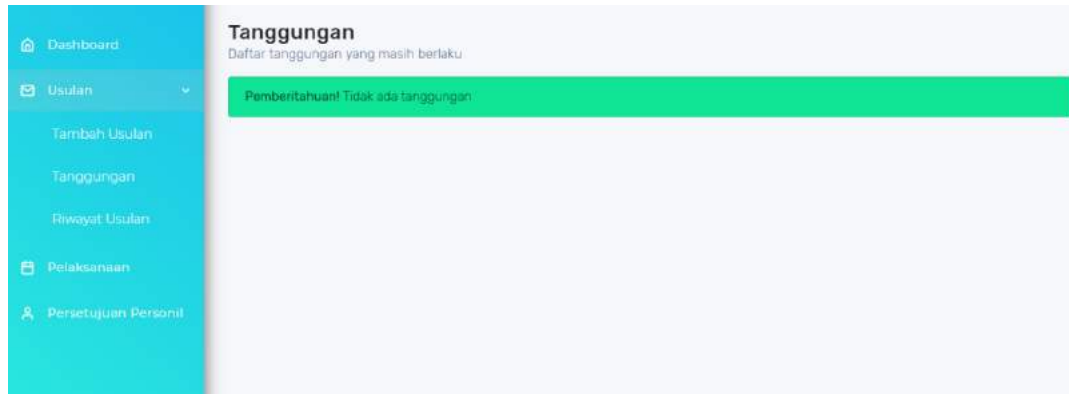 Dashboard
Usulan
Tambah Usulan
Tanggungan
Riwayat Usulan
Pelaksanaan
Persetujuan Personil
Tanggungan
Daftar tanggungan yang masih berlaku
Pemberitahuan! Tidak ada tanggungan